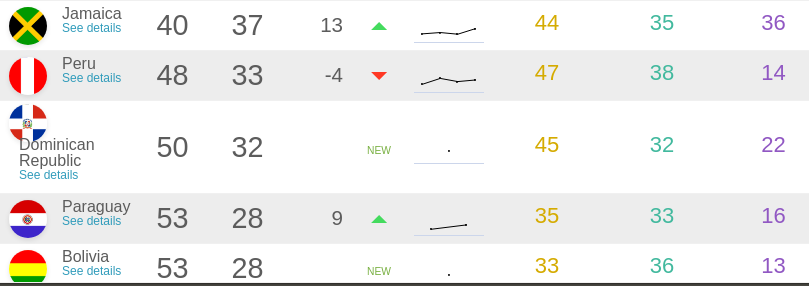 Jamaica
See details
40 37 13 44 35 36
Peru
See details
48 33 -4 47 38 14
Dominican
Republic
See details
50 32 NEW 45 32 22
Paraguay
See details
53 28 9 35 33 16
Bolivia
See details
53 28 NEW 33 36 13